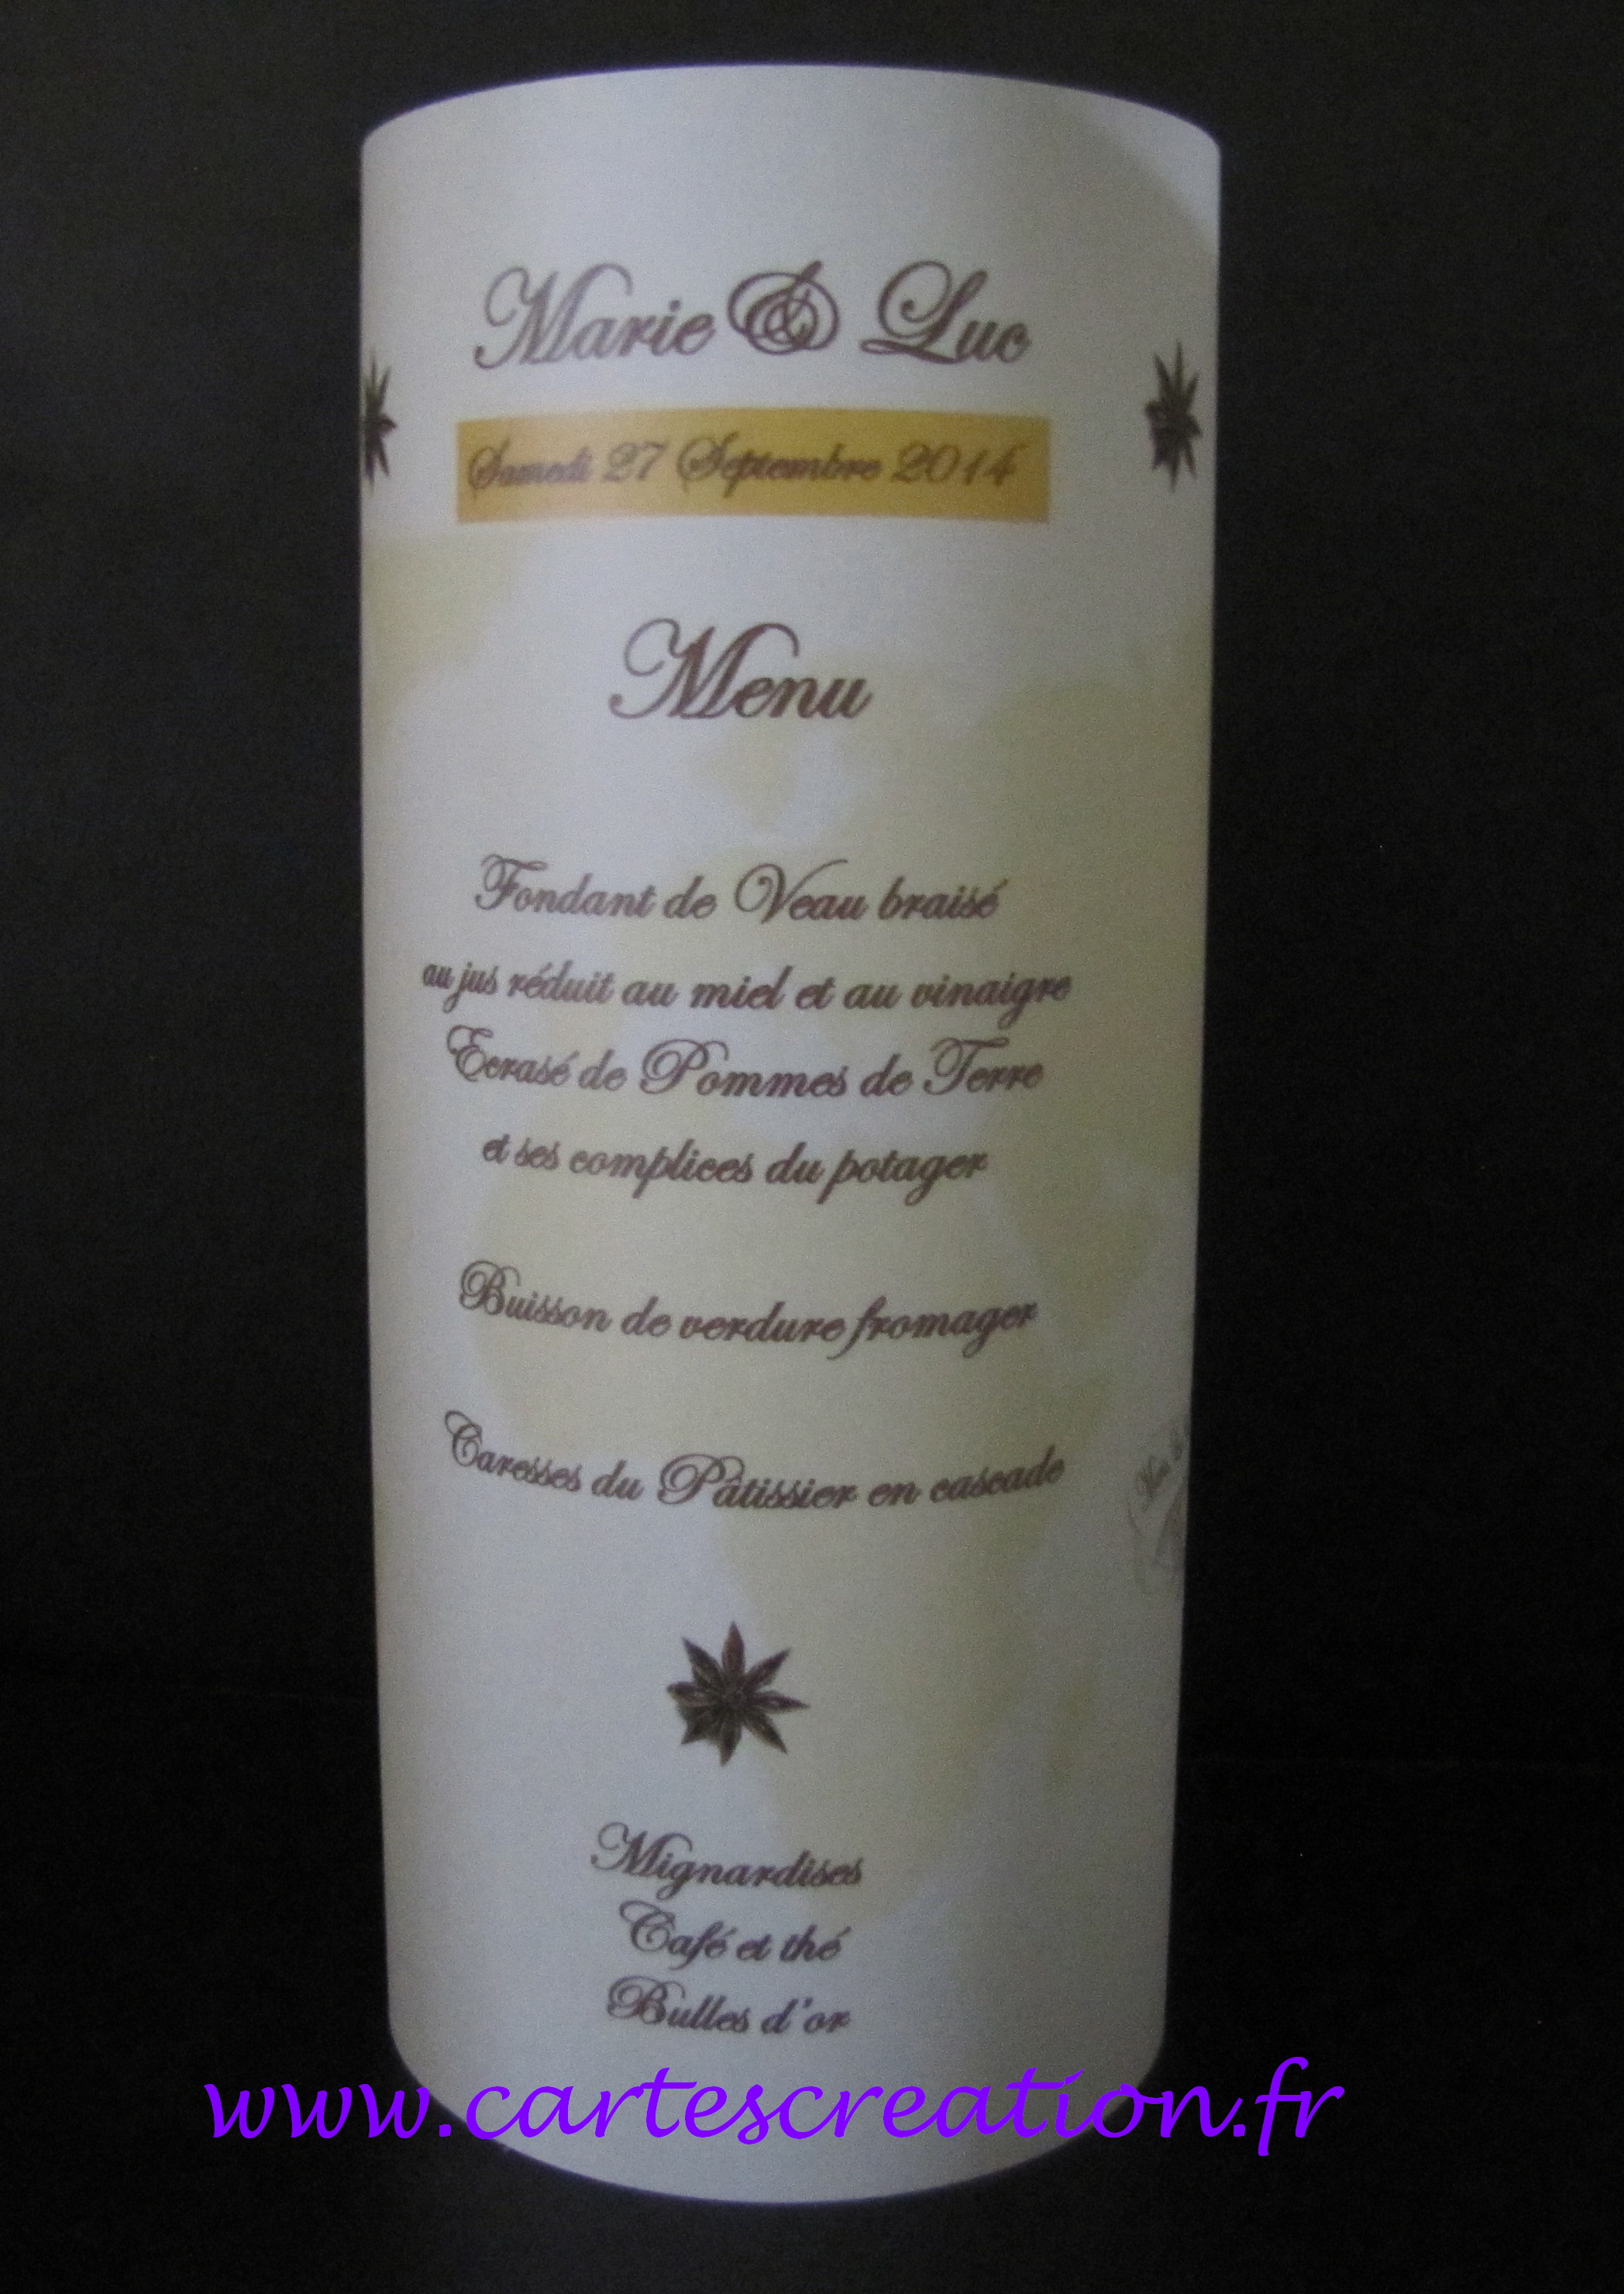 Marie & Luc
Samedi 27 Septembre 2014
Menu
Fondant de Veau braisé
au jus réduit au miel et au vinaigre
Ecrasé de Pommes de Terre
et ses complices du potager
Buisson de verdure fromager
Caresses du Pâtissier en cascade
Mignardises
Café et thé
Bulles d'or
www.cartescreation.fr